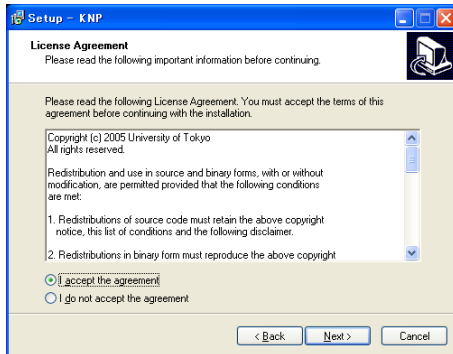 Setup - KNP
License Agreement
Please read the following important information before continuing.
Please read the following License Agreement. You must accept the terms of this
agreement before continuing with the installation.
Copyright (c) 2005 University of Tokyo
All rights reserved.
Redistribution and use in source and binary forms, with or without
modification, are permitted provided that the following conditions
are met:
1. Redistributions of source code must retain the above copyright
notice, this list of conditions and the following disclaimer.
2. Redistributions in binary form must reproduce the above copyright
I accept the agreement
I do not accept the agreement
< Back Next > Cancel